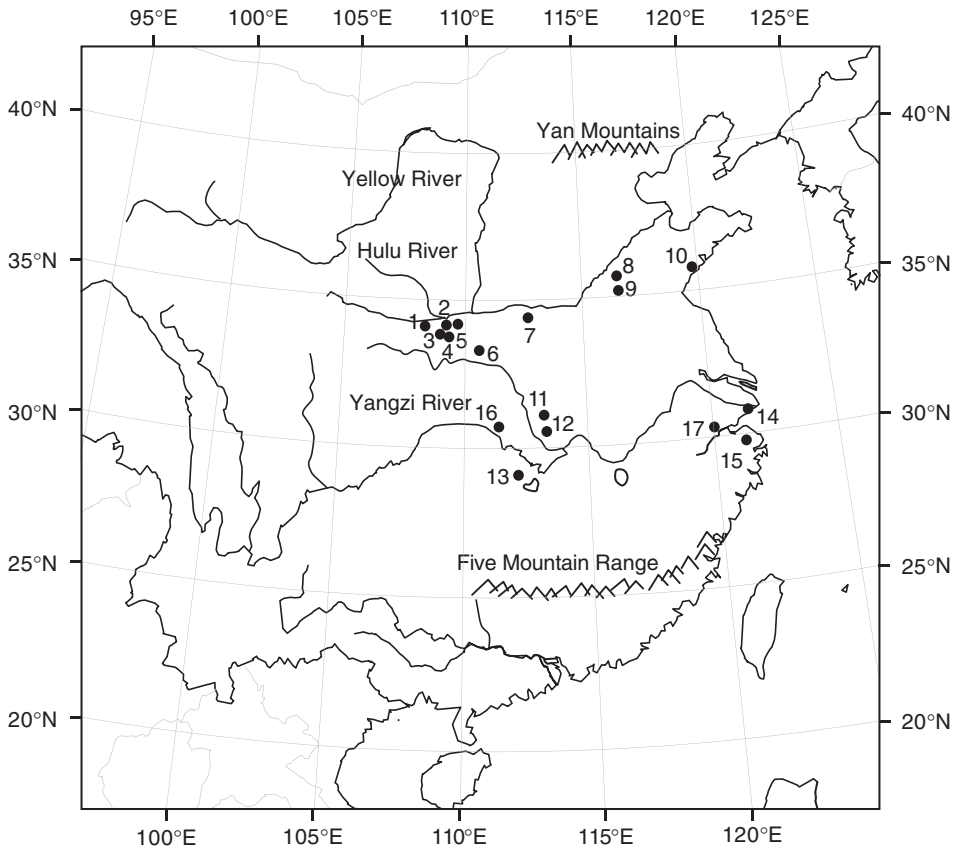 95°E 100°E 105°E 110°E 115°E 120°E 125°E
40°N 40°N
Yan Mountains
Yellow River
Hulu River
35°N 35°N
10
8
9
2
1
3 5
4
6
7
Yangzi River
16
11
12
30°N 30°N
14
17
15
13
25°N 25°N
Five Mountain Range
20°N 20°N
100°E 105°E 110°E 115°E 120°E